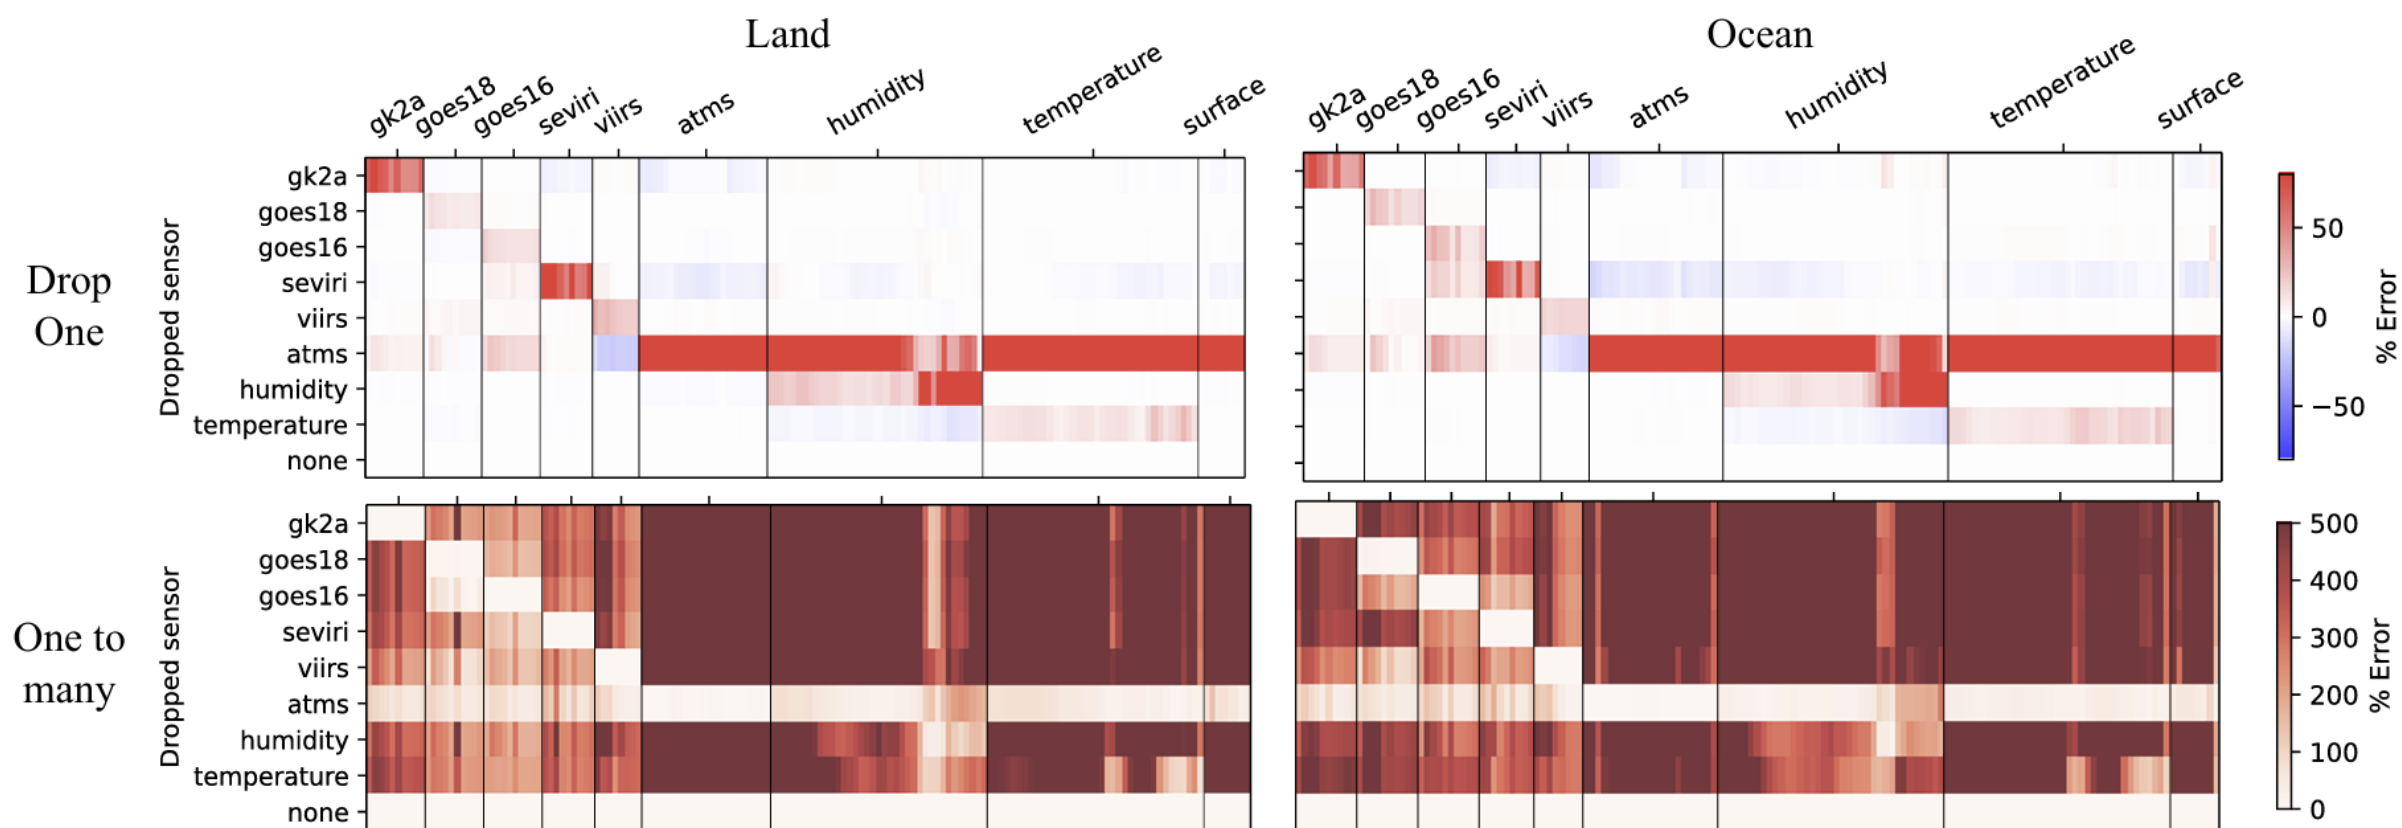 Land
Ocean
gk2a
goes18
goes16
seviri
viirs
atms
humidity
temperature
surface
gk2a
goes18
goes16
seviri
viirs
atms
humidity
temperature
surface
Drop
One
Dropped sensor
gk2a
goes18
goes16
seviri
viirs
atms
humidity
temperature
none
50
0
−50
% Error
One to
many
Dropped sensor
gk2a
goes18
goes16
seviri
viirs
atms
humidity
temperature
none
500
400
300
200
100
0
% Error